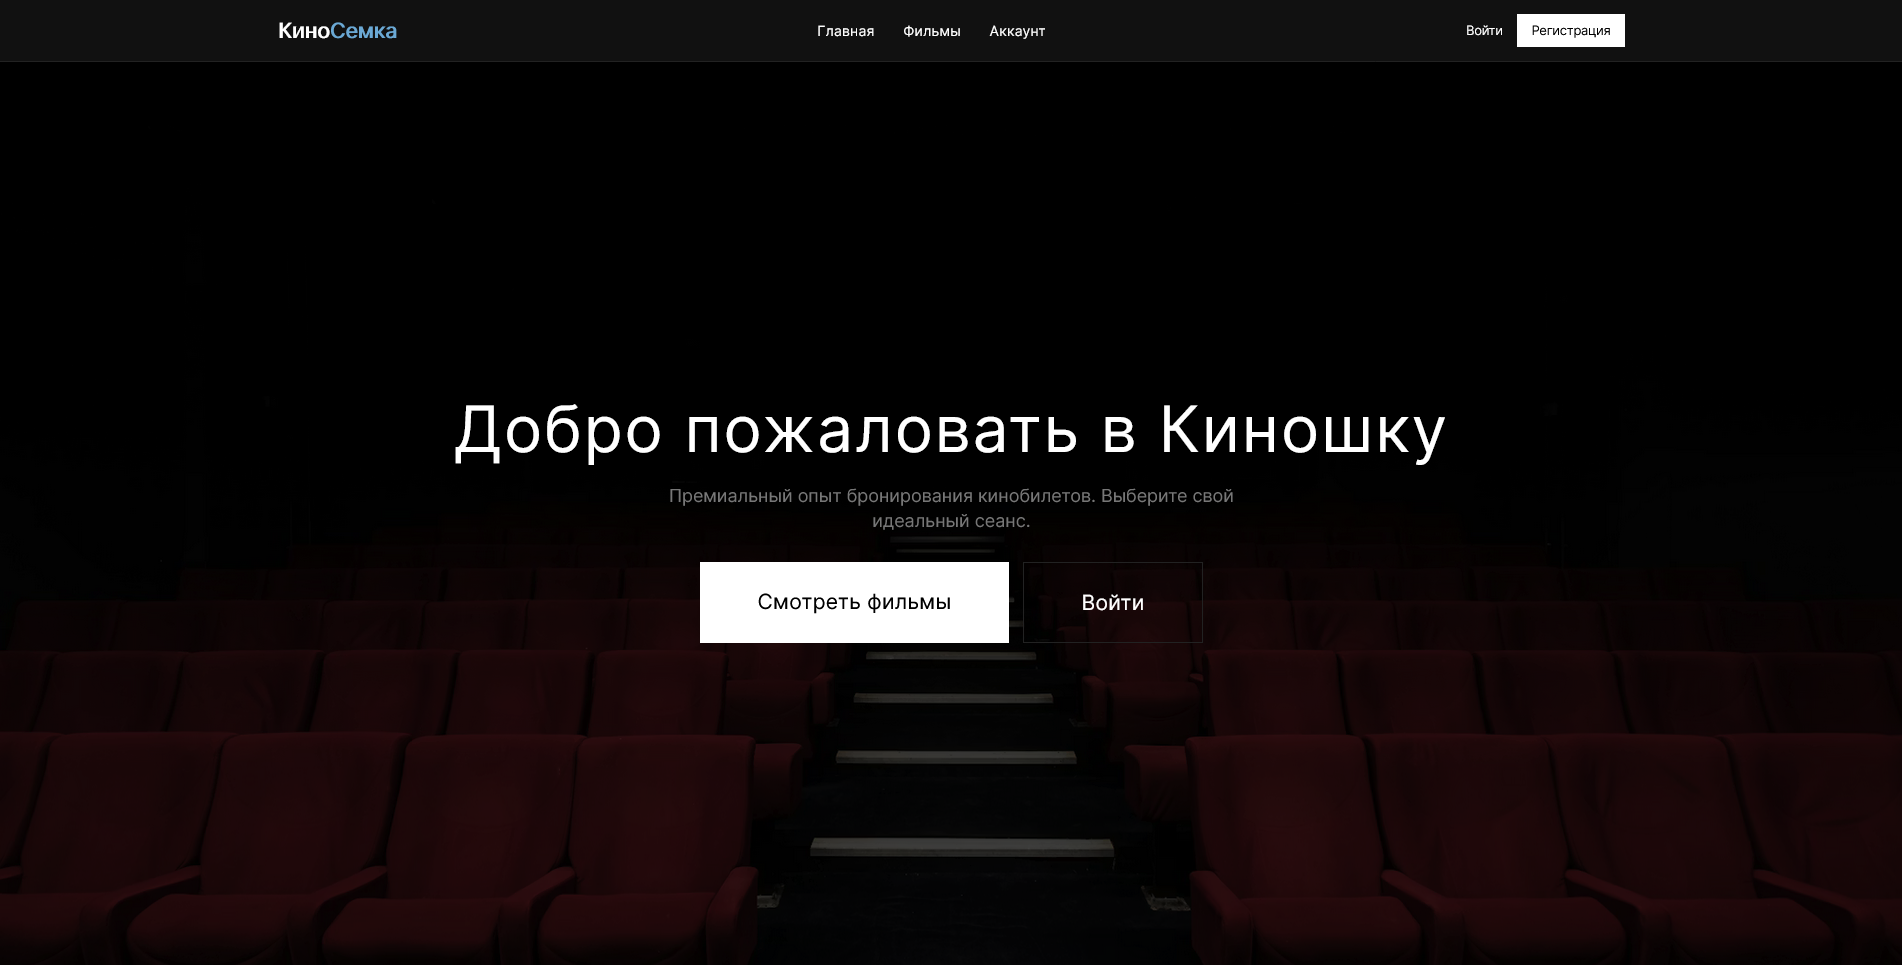 КиноСемка
Главная Фильмы Аккаунт
Войти Регистрация
Добро пожаловать в Киношку
Премиальный опыт бронирования кинобилетов. Выберите свой
идеальный сеанс.
Смотреть фильмы Войти